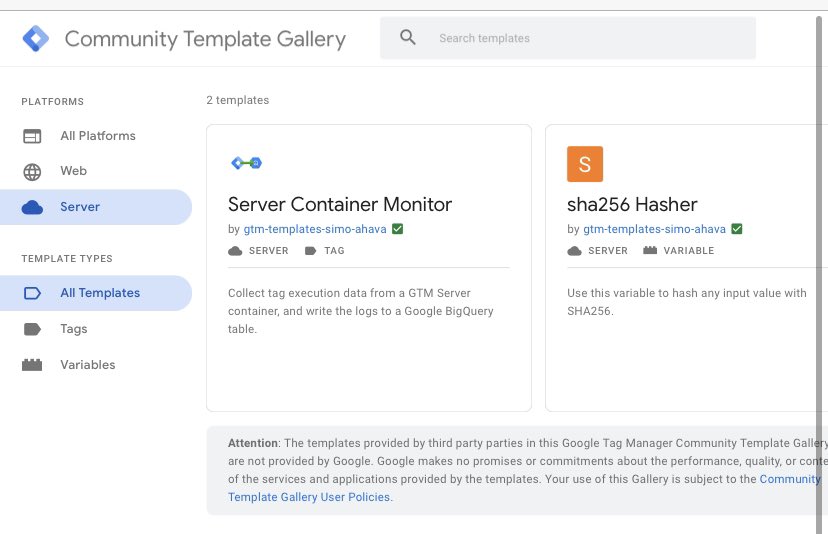 Community Template Gallery
Search templates
PLATFORMS
All Platforms
Web
Server
TEMPLATE TYPES
All Templates
Tags
Variables
2 templates
Server Container Monitor
by gtm-templates-simo-ahava
SERVER TAG
Collect tag execution data from a GTM Server
container, and write the logs to a Google BigQuery
table.
S
sha256 Hasher
by gtm-templates-simo-ahava
SERVER VARIABLE
Use this variable to hash any input value with
SHA256.
Attention: The templates provided by third party parties in this Google Tag Manager Community Template Gallery
are not provided by Google. Google makes no promises or commitments about the performance, quality, or conte
of the services and applications provided by the templates. Your use of this Gallery is subject to the Community
Template Gallery User Policies.